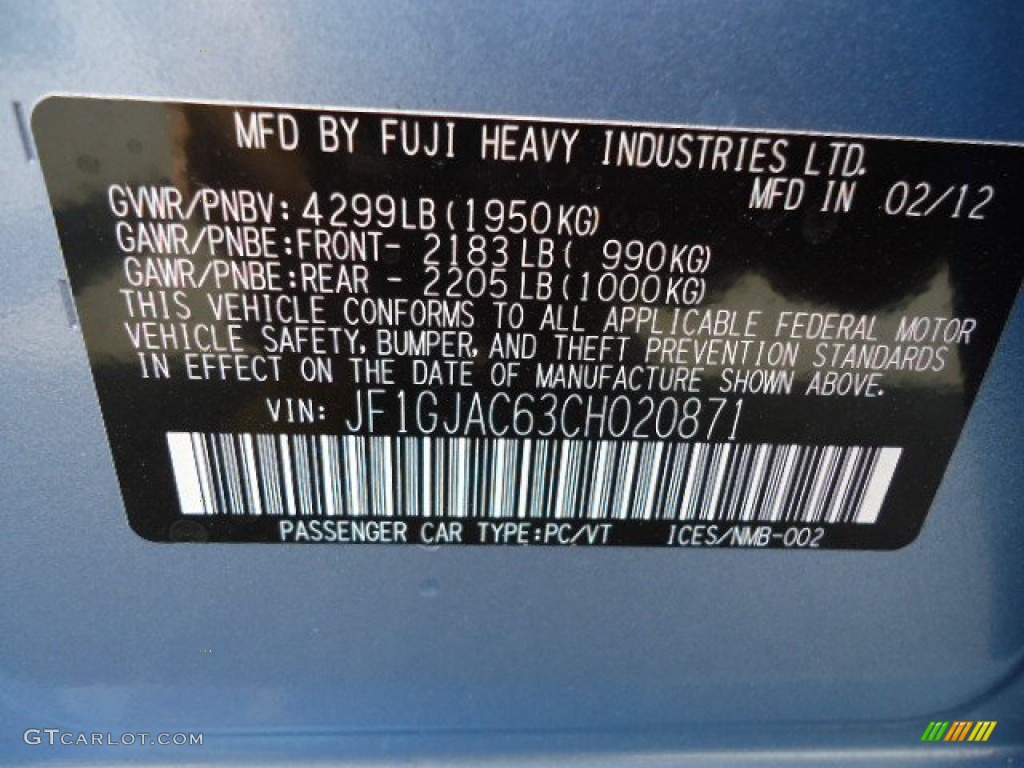 MFD BY FUJI HEAVY INDUSTRIES LTD.
MFD IN 02/12
GVWR/PNBV: 4299LB(1950KG)
GAWR/PNBE:FRONT- 2183LB( 990KG)
GAWR/PNBE:REAR - 2205LB(1000KG)
THIS VEHICLE CONFORMS TO ALL APPLICABLE FEDERAL MOTOR
VEHICLE SAFETY, BUMPER, AND THEFT PREVENTION STANDARDS
IN EFFECT ON THE DATE OF MANUFACTURE SHOWN ABOVE.
VIN: JF1GJAC63CH020871
PASSENGER CAR TYPE:PC/VT ICES/NMB-002
GTCARLOT.COM